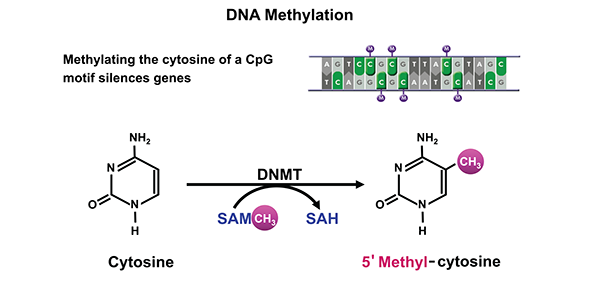 DNA Methylation
Methylating the cytosine of a CpG
motif silences genes
M M M
A G T C C G C G T T A C G T A G C
T C A G G C G C A A T G C A T C G
M M M
NH2
N
O
N
H
Cytosine
DNMT
SAM CH3
SAH
NH2
CH3
N
O
N
H
5' Methyl-cytosine